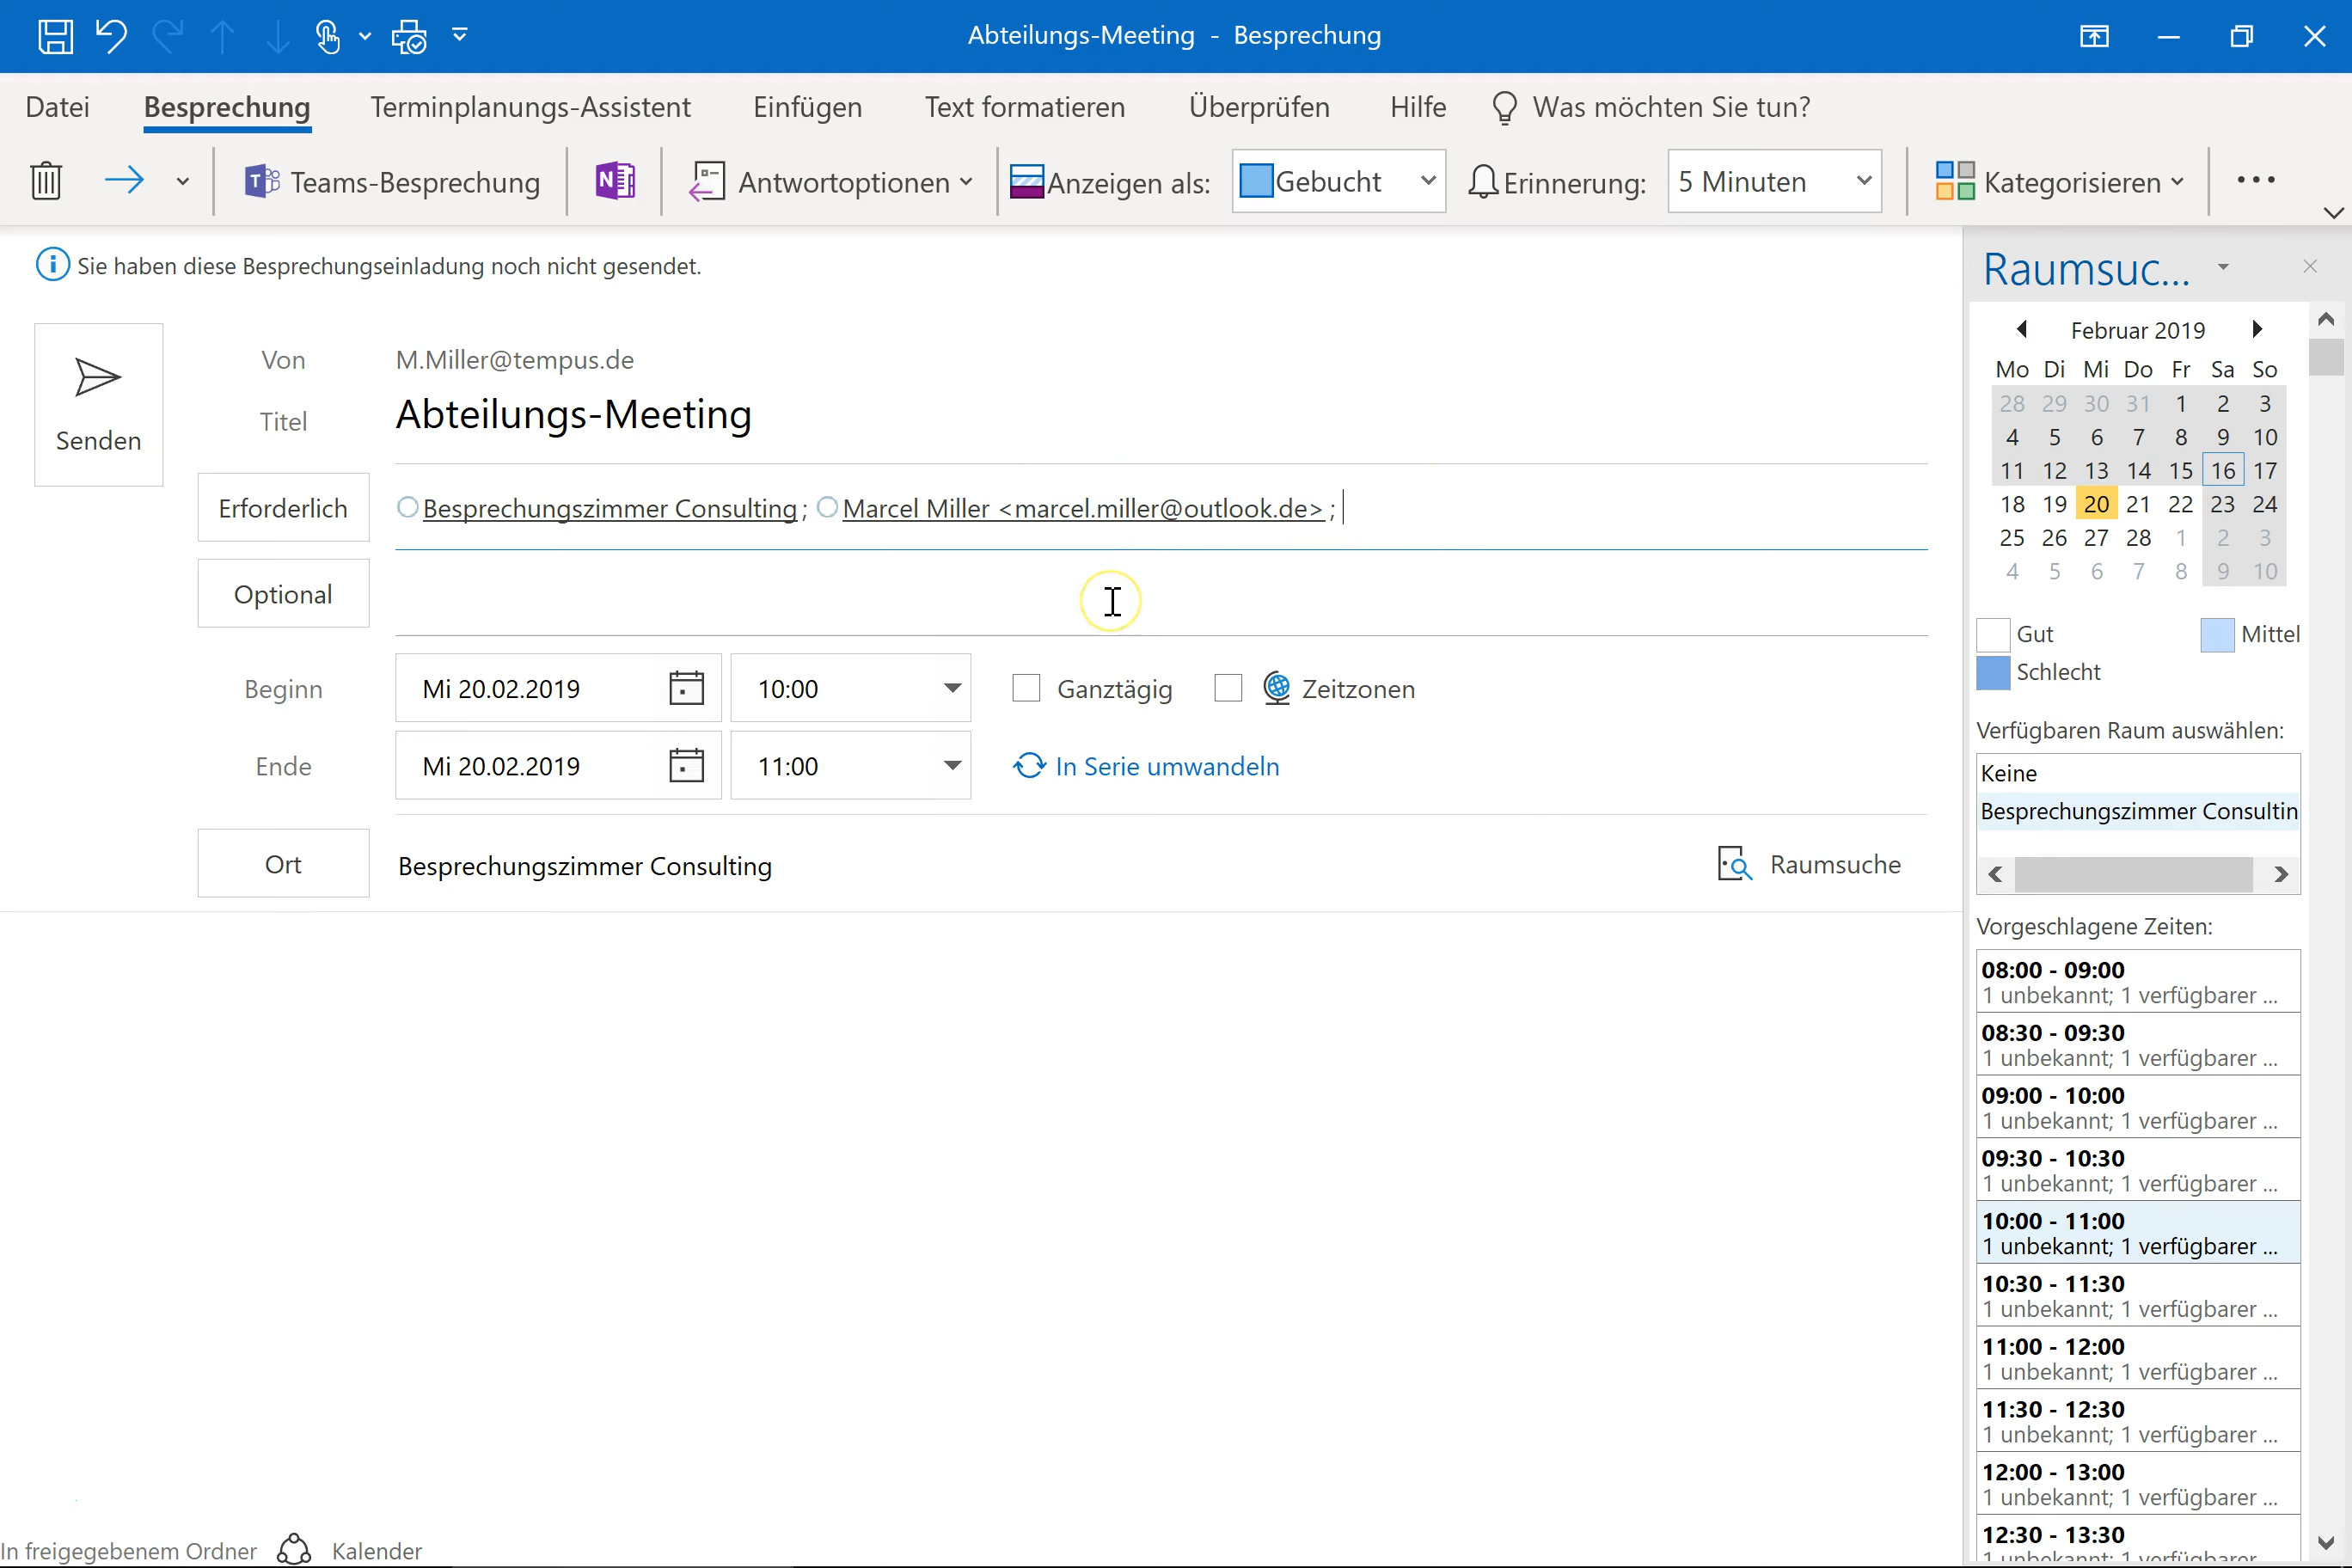 Abteilungs-Meeting - Besprechung
Datei Besprechung Terminplanungs-Assistent Einfügen Text formatieren Überprüfen Hilfe Was möchten Sie tun?
Teams-Besprechung N Antwortoptionen Anzeigen als: Gebucht Erinnerung: 5 Minuten Kategorisieren ...
Sie haben diese Besprechungseinladung noch nicht gesendet.
Senden
Von M.Miller@tempus.de
Titel Abteilungs-Meeting
Erforderlich Besprechungszimmer Consulting; Marcel Miller <marcel.miller@outlook.de>;
Optional
Beginn Mi 20.02.2019 10:00 Ganztägig Zeitzonen
Ende Mi 20.02.2019 11:00 In Serie umwandeln
Ort Besprechungszimmer Consulting Raumsuche
In freigegebenem Ordner Kalender
Raumsuc...
Februar 2019
Mo Di Mi Do Fr Sa So
28 29 30 31 1 2 3
4 5 6 7 8 9 10
11 12 13 14 15 16 17
18 19 20 21 22 23 24
25 26 27 28 1 2 3
4 5 6 7 8 9 10
Gut Mittel
Schlecht
Verfügbaren Raum auswählen:
Keine
Besprechungszimmer Consultin
Vorgeschlagene Zeiten:
08:00 - 09:00
1 unbekannt; 1 verfügbarer ...
08:30 - 09:30
1 unbekannt; 1 verfügbarer ...
09:00 - 10:00
1 unbekannt; 1 verfügbarer ...
09:30 - 10:30
1 unbekannt; 1 verfügbarer ...
10:00 - 11:00
1 unbekannt; 1 verfügbarer ...
10:30 - 11:30
1 unbekannt; 1 verfügbarer ...
11:00 - 12:00
1 unbekannt; 1 verfügbarer ...
11:30 - 12:30
1 unbekannt; 1 verfügbarer ...
12:00 - 13:00
1 unbekannt; 1 verfügbarer ...
12:30 - 13:30
1 unbekannt; 1 verfügbarer ...